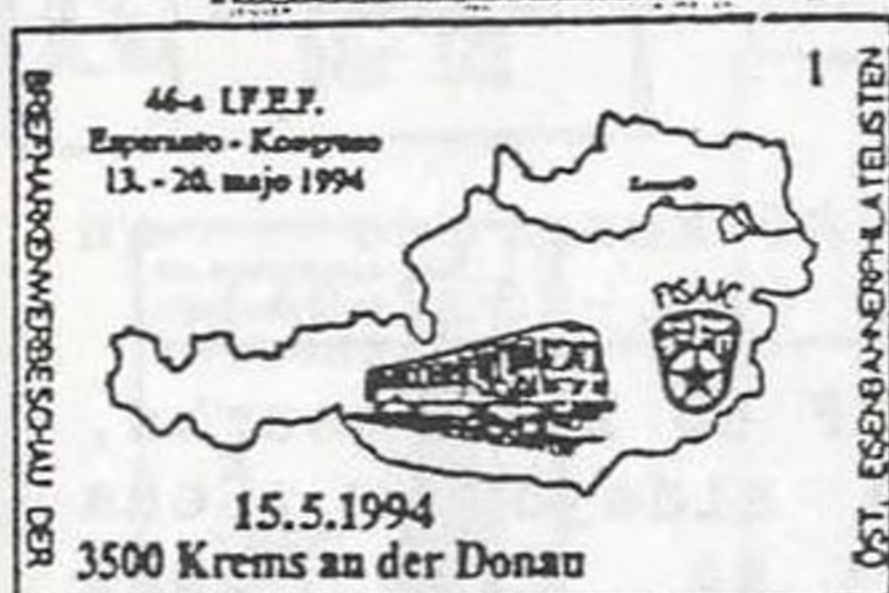 46-a I.F.E.F.
Esperanto - Kongreso
13. - 20. majo 1994
1
BRIEFMARKENWERBESCHAU DER
ÖST. EISENBAHNERPHILATELISTEN
15.5.1994
3500 Krems an der Donau